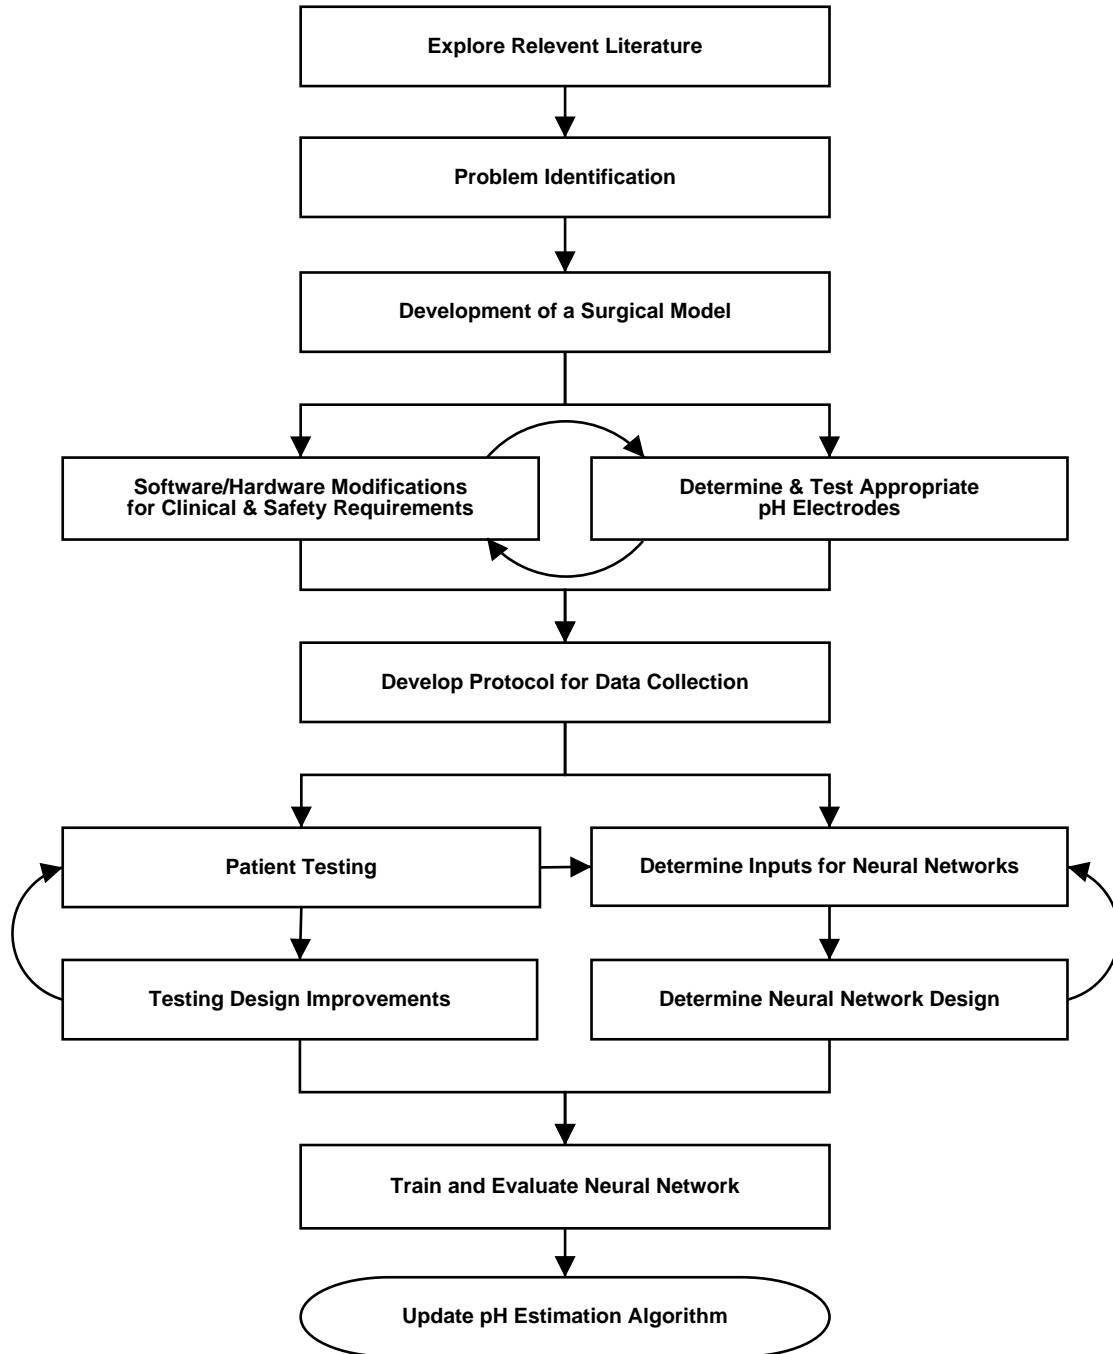 Explore Relevent Literature
Problem Identification
Development of a Surgical Model
Software/Hardware Modifications
for Clinical & Safety Requirements
Determine & Test Appropriate
pH Electrodes
Develop Protocol for Data Collection
Patient Testing
Determine Inputs for Neural Networks
Testing Design Improvements
Determine Neural Network Design
Train and Evaluate Neural Network
Update pH Estimation Algorithm